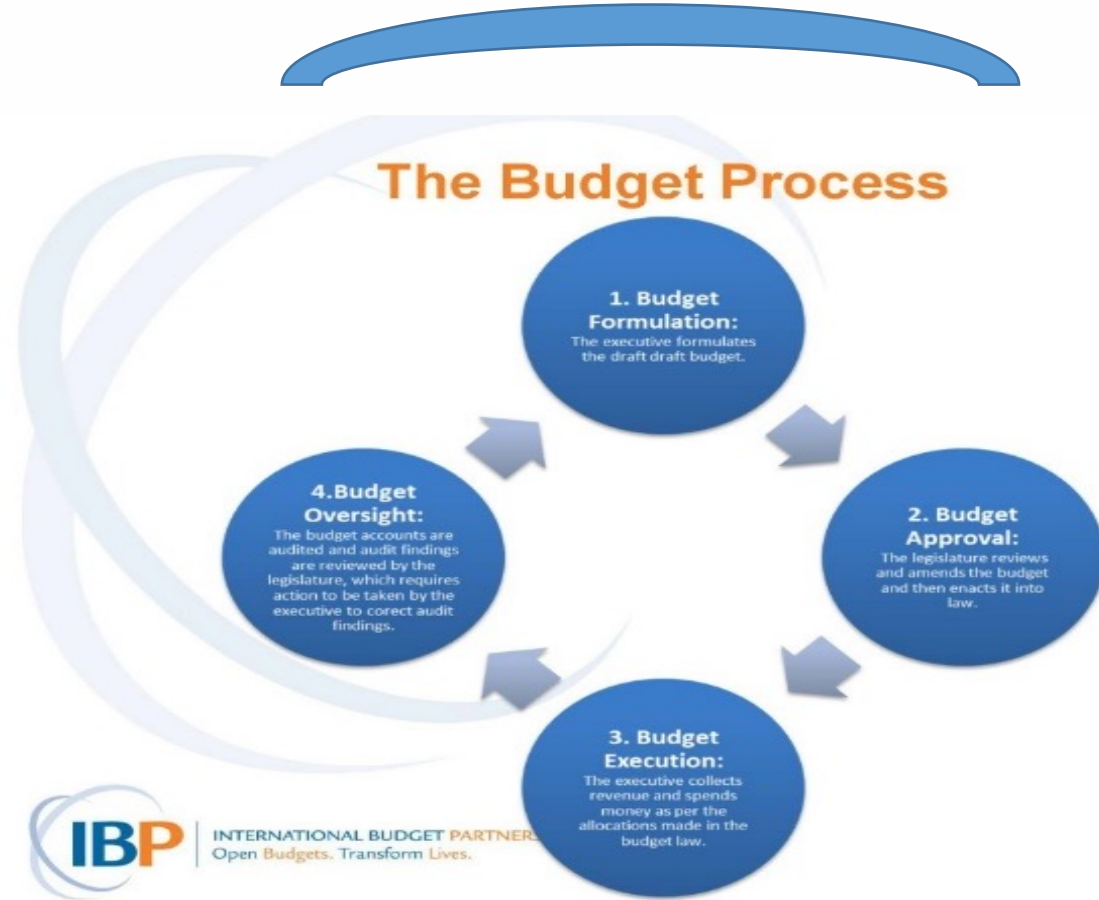 The Budget Process
1. Budget
Formulation:
The executive formulates
the draft draft budget.
2. Budget
Approval:
The legislature reviews
and amends the budget
and then enacts it into
law.
3. Budget
Execution:
The executive collects
revenue and spends
money as per the
allocations made in the
budget law.
4.Budget
Oversight:
The budget accounts are
audited and audit findings
are reviewed by the
legislature, which requires
action to be taken by the
executive to corect audit
findings.
IBP
INTERNATIONAL BUDGET PARTNER
Open Budgets. Transform Lives.